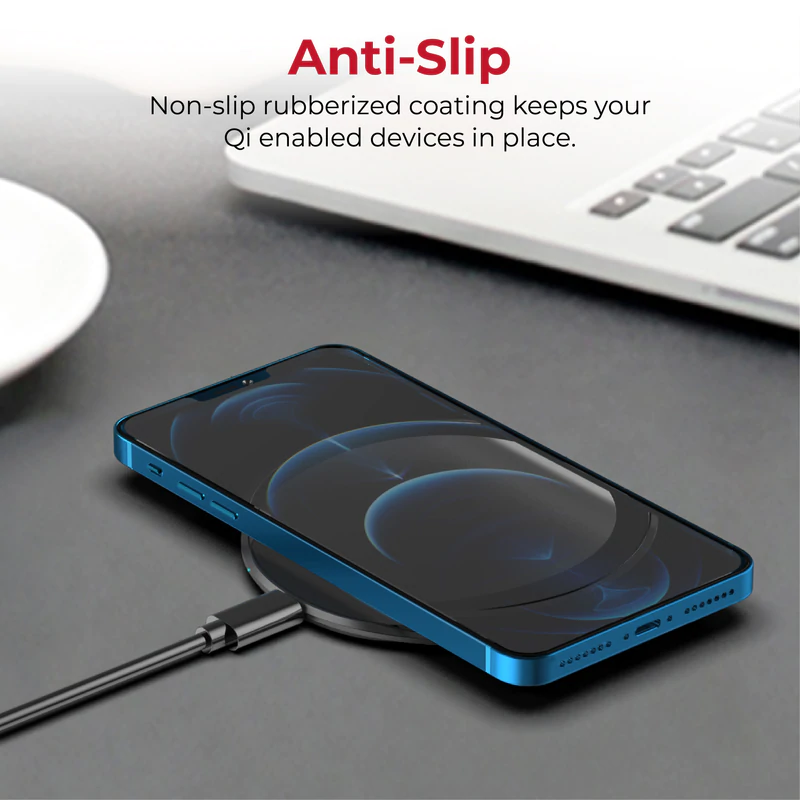 Anti-Slip
Non-slip rubberized coating keeps your
Qi enabled devices in place.